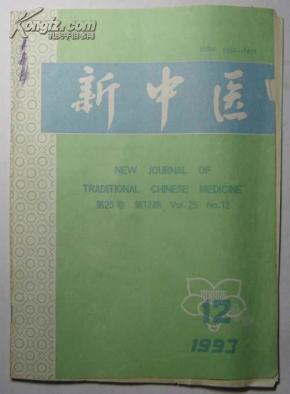 新中医
NEW JOURNAL OF
TRADITIONAL CHINESE MEDICINE
第25卷 第12期 Vol.25 No.12
12
1993